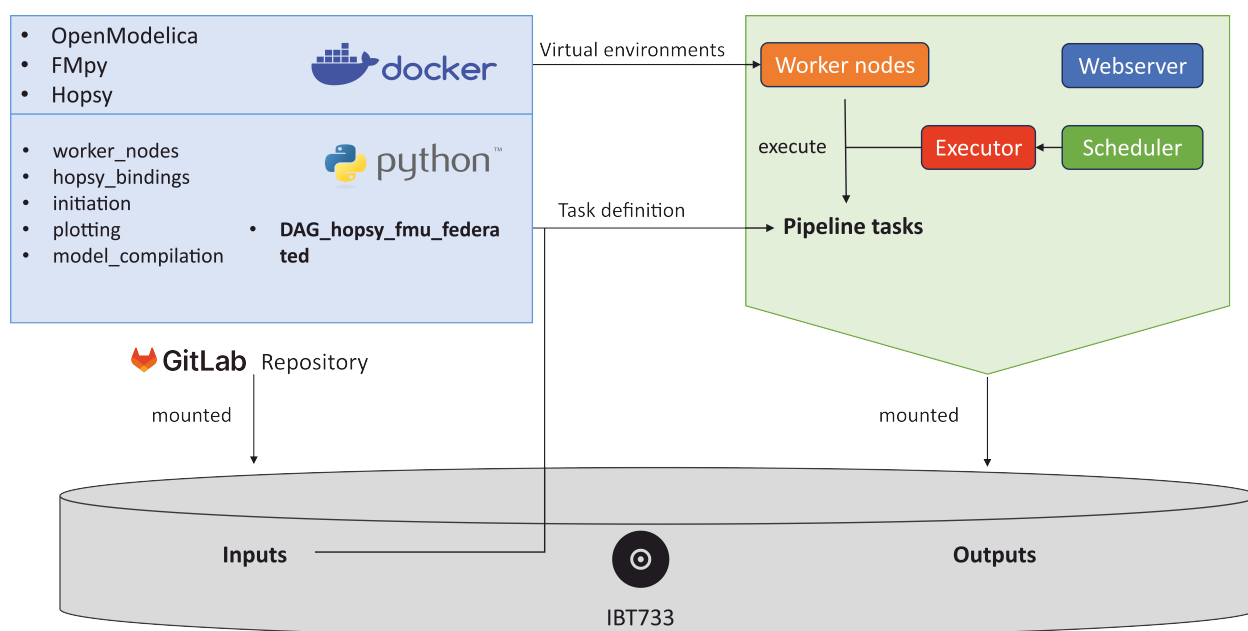 • OpenModelica
• FMpy
• Hopsy
docker
• worker_nodes
• hopsy_bindings
• initiation
• plotting
• model_compilation
python™
• DAG_hopsy_fmu_federa
ted
GitLab Repository
mounted
Virtual environments
Task definition
Worker nodes
Webserver
execute
Executor
Scheduler
Pipeline tasks
mounted
Inputs
Outputs
IBT733